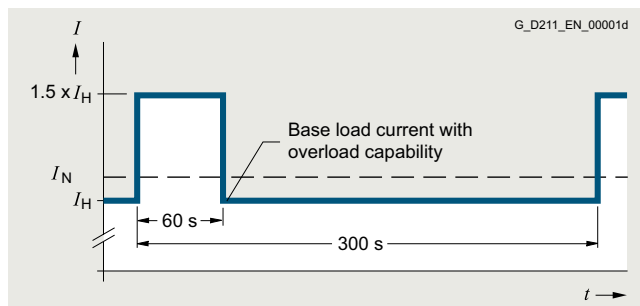 G_D211_EN_00001d
I
1.5 x IH
Base load current with
overload capability
IN
IH
60 s
300 s
t